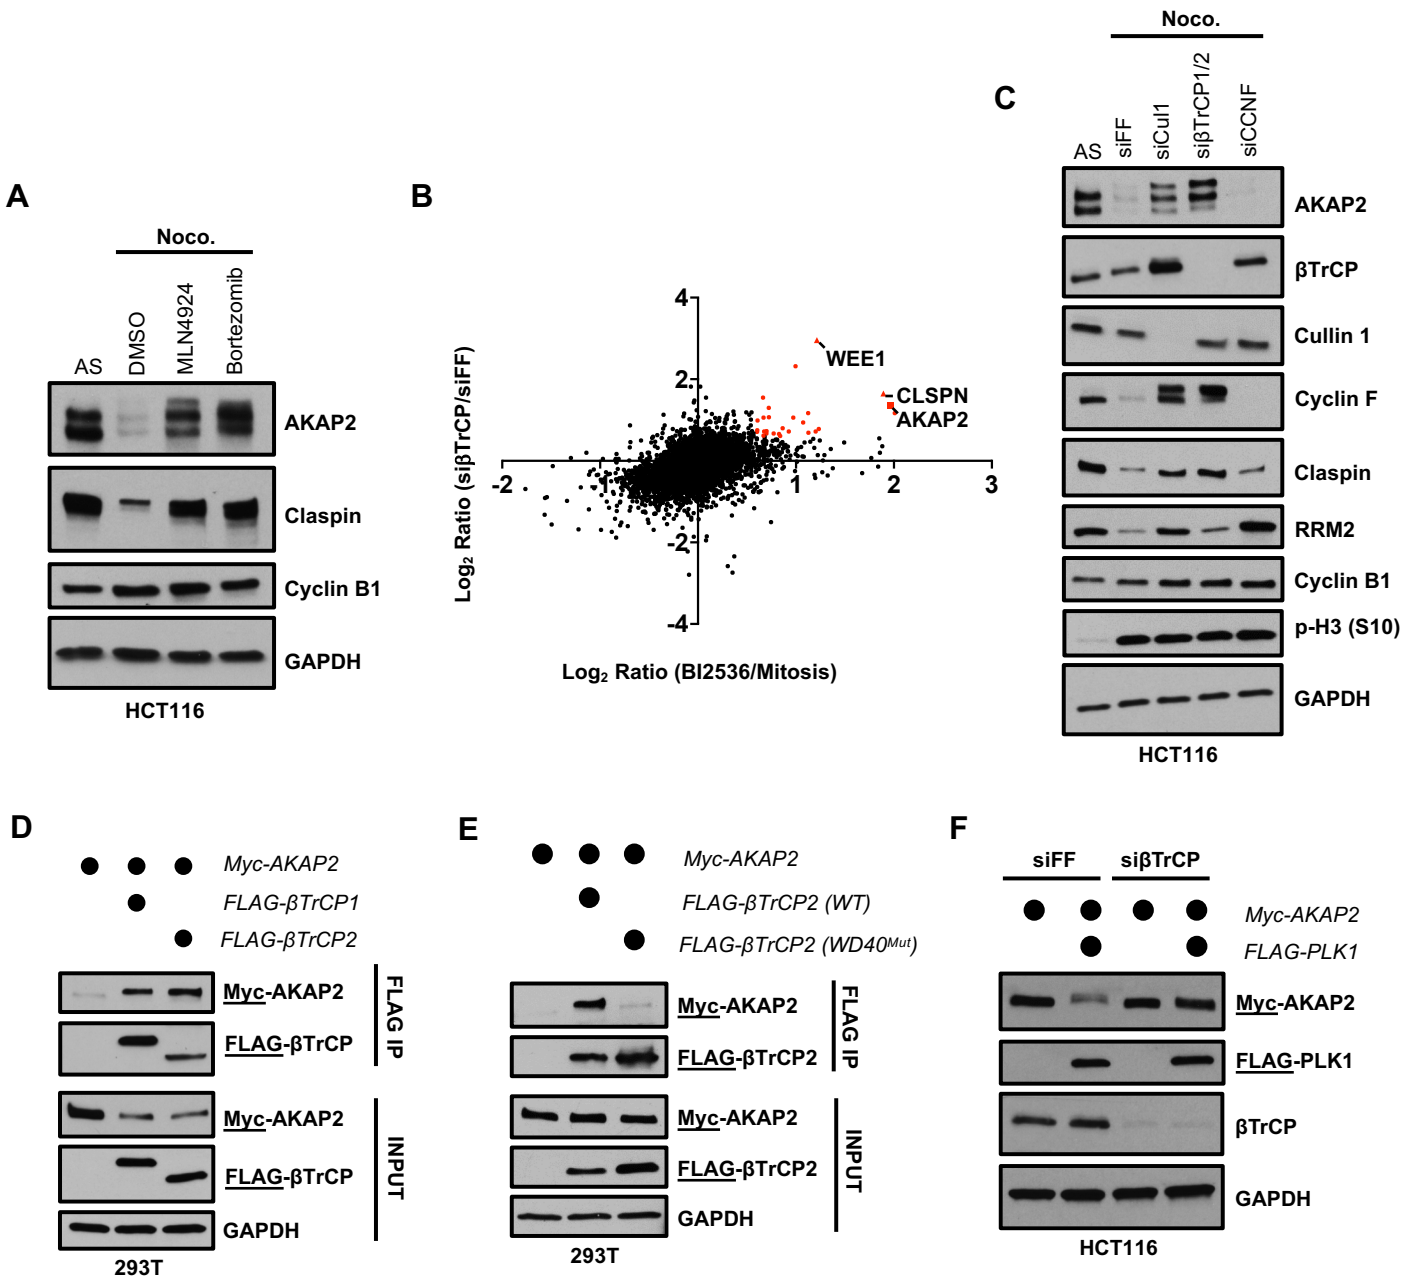 A
Noco.
AS
DMSO
MLN4924
Bortezomib
AKAP2
Claspin
Cyclin B1
GAPDH
HCT116
B
Log2 Ratio (siβTrCP/siFF)
4
2
-2
-4
-2
-1
1
2
3
WEE1
CLSPN
AKAP2
Log2 Ratio (BI2536/Mitosis)
C
Noco.
AS
siFF
siCul1
siβTrCP1/2
siCCNF
AKAP2
βTrCP
Cullin 1
Cyclin F
Claspin
RRM2
Cyclin B1
p-H3 (S10)
GAPDH
HCT116
D
Myc-AKAP2
FLAG-βTrCP1
FLAG-βTrCP2
Myc-AKAP2
FLAG-βTrCP
FLAG IP
Myc-AKAP2
FLAG-βTrCP
GAPDH
INPUT
293T
E
Myc-AKAP2
FLAG-βTrCP2 (WT)
FLAG-βTrCP2 (WD40Mut)
Myc-AKAP2
FLAG-βTrCP2
FLAG IP
Myc-AKAP2
FLAG-βTrCP2
GAPDH
INPUT
293T
F
siFF siβTrCP
Myc-AKAP2
FLAG-PLK1
Myc-AKAP2
FLAG-PLK1
βTrCP
GAPDH
HCT116